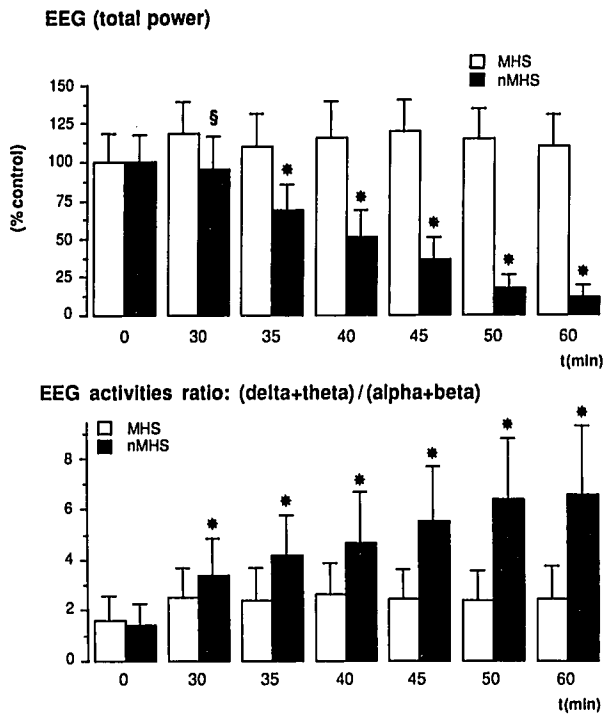 EEG (total power)
MHS
nMHS
(% control)
150
125
100
75
50
25
0
§
*
*
*
*
*
0 30 35 40 45 50 60
t(min)
EEG activities ratio: (delta+theta)/(alpha+beta)
MHS
nMHS
8
6
4
2
0
*
*
*
*
*
*
0 30 35 40 45 50 60
t(min)